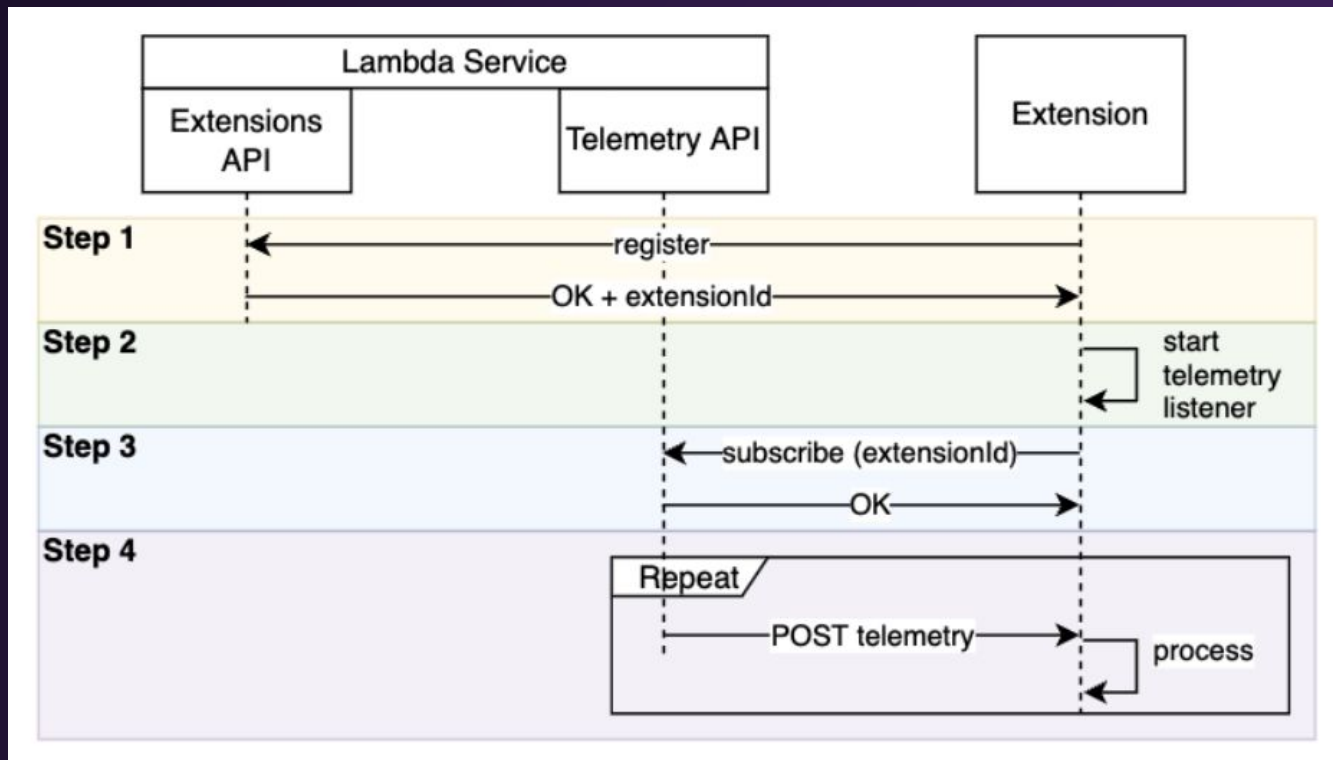 Lambda Service
Extensions
API
Telemetry API
Extension
Step 1
register
OK + extensionId
Step 2
start
telemetry
listener
Step 3
subscribe (extensionId)
OK
Step 4
Repeat
POST telemetry
process